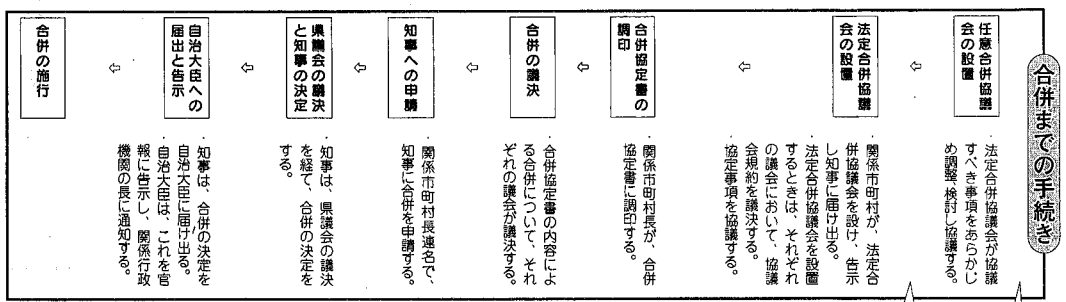 合併までの手続き
任意合併協議
会の設置
・法定合併協議会が協議
すべき事項をあらかじ
め調整、検討し協議する。
⇩
法定合併協議
会の設置
・関係市町村が、法定合
併協議会を設け、告示
し知事に届け出る。
・法定合併協議会を設置
するときは、それぞれ
の議会において、協議
会規約を議決する。
・協定事項を協議する。
⇩
合併協定書の
調印
・関係市町村長が、合併
協定書に調印する。
⇩
合併の議決
・合併協定書の内容によ
る合併について、それ
ぞれの議会が議決する。
⇩
知事への申請
・関係市町村長連名で、
知事に合併を申請する。
⇩
県議会の議決
と知事の決定
・知事は、県議会の議決
を経て、合併の決定を
する。
⇩
自治大臣への
届出と告示
・知事は、合併の決定を
自治大臣に届け出る。
・自治大臣は、これを官
報に告示し、関係行政
機関の長に通知する。
⇩
合併の施行